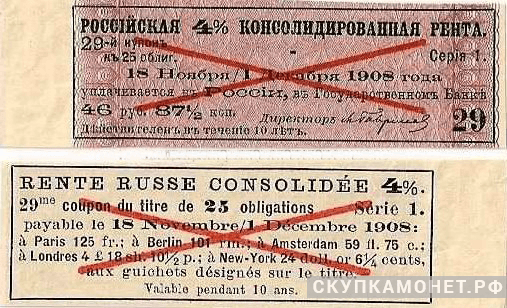 РОССІЙСКАЯ 4% КОНСОЛИДИРОВАННАЯ РЕНТА.
29-й купонъ Серія 1.
къ 25 облиг.
18 Ноября/1 Декабря 1908 года
уплачивается въ Россіи, въ Государственномъ Банкѣ
46 руб. 87½ коп.
Директоръ
Дѣйствителенъ въ теченіе 10 лѣтъ. 29
RENTE RUSSE CONSOLIDÉE 4%.
29me coupon du titre de 25 obligations Série 1.
payable le 18 Novembre/1 Décembre 1908:
à Paris 125 fr.; à Berlin 101 rm.; à Amsterdam 59 fl. 75 c.;
à Londres 4 £ 18 sh. 10½ p.; à New-York 24 doll. 6¼ cents,
aux guichets désignés sur le titre.
Valable pendant 10 ans.
СКУПКАМОНЕТ.РФ